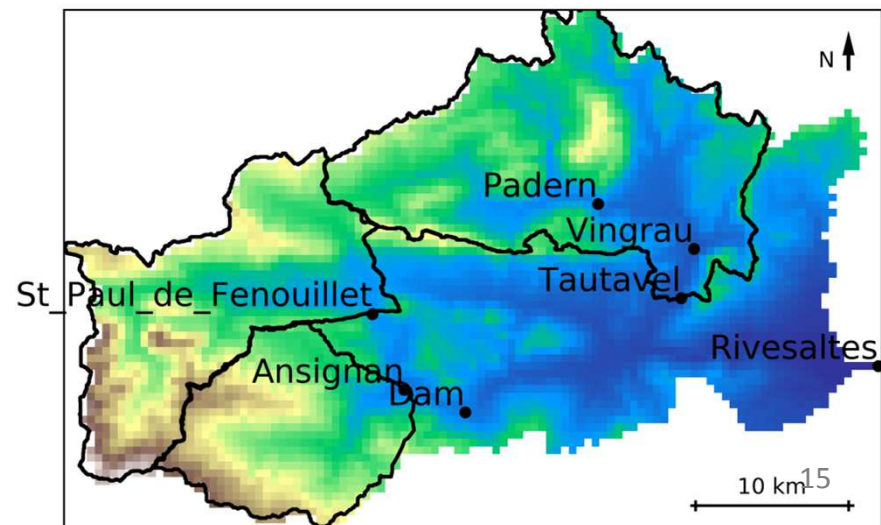 N
Padern
Vingrau
Tautavel
St_Paul_de_Fenouillet
Rivesaltes
Ansignan
Dam
10 km
15